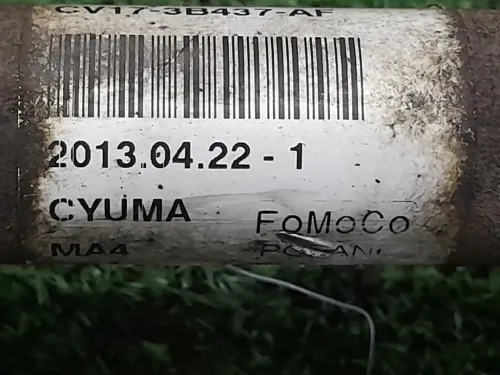 CV17-3B437-AF
2013.04.22 - 1
CYUMA
FoMoCo
MA4